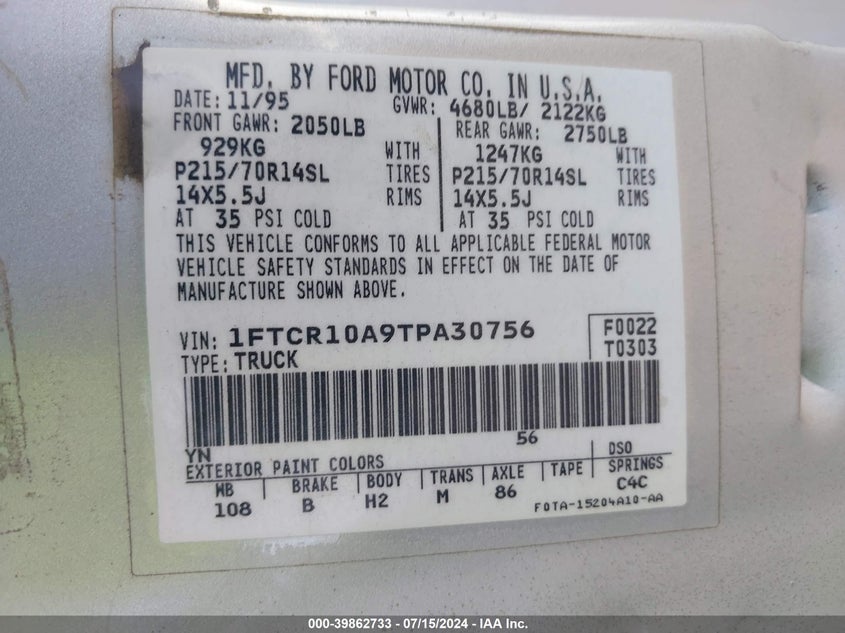 MFD. BY FORD MOTOR CO. IN U.S.A.
DATE: 11/95 GVWR: 4680LB/ 2122KG
FRONT GAWR: 2050LB REAR GAWR: 2750LB
929KG WITH 1247KG WITH
P215/70R14SL TIRES P215/70R14SL TIRES
14X5.5J RIMS 14X5.5J RIMS
AT 35 PSI COLD AT 35 PSI COLD
THIS VEHICLE CONFORMS TO ALL APPLICABLE FEDERAL MOTOR
VEHICLE SAFETY STANDARDS IN EFFECT ON THE DATE OF
MANUFACTURE SHOWN ABOVE.
VIN: 1FTCR10A9TPA30756 F0022
TYPE: TRUCK T0303
YN 56
EXTERIOR PAINT COLORS DSO
WB BRAKE BODY TRANS AXLE TAPE SPRINGS
108 B H2 M 86 C4C
F0TA-15204A10-AA
000-39862733 - 07/15/2024 - IAA Inc.